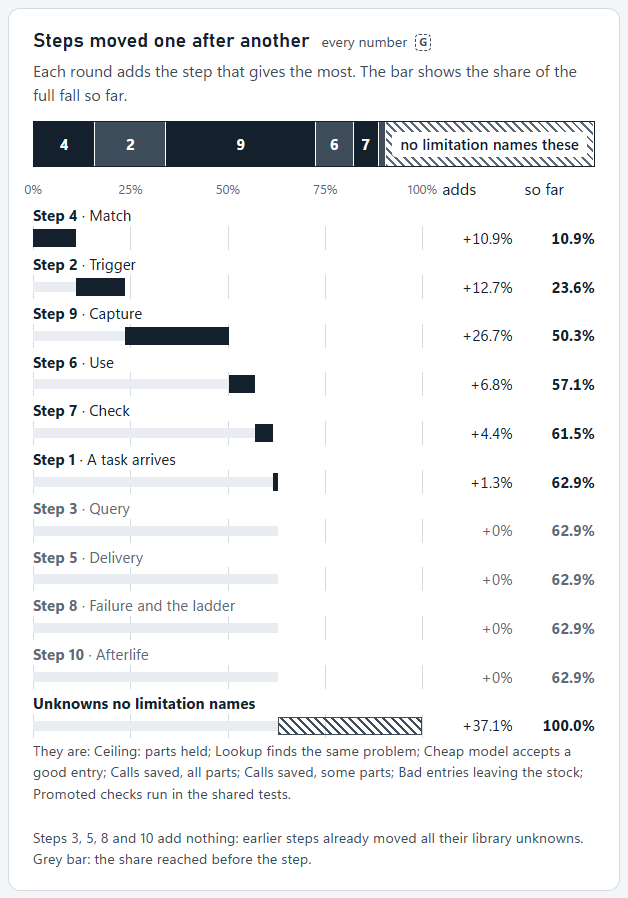 Steps moved one after another every number G
Each round adds the step that gives the most. The bar shows the share of the
full fall so far.
4 2 9 6 7 no limitation names these
0% 25% 50% 75% 100% adds so far
Step 4 · Match
+10.9% 10.9%
Step 2 · Trigger
+12.7% 23.6%
Step 9 · Capture
+26.7% 50.3%
Step 6 · Use
+6.8% 57.1%
Step 7 · Check
+4.4% 61.5%
Step 1 · A task arrives
+1.3% 62.9%
Step 3 · Query
+0% 62.9%
Step 5 · Delivery
+0% 62.9%
Step 8 · Failure and the ladder
+0% 62.9%
Step 10 · Afterlife
+0% 62.9%
Unknowns no limitation names
+37.1% 100.0%
They are: Ceiling: parts held; Lookup finds the same problem; Cheap model accepts a
good entry; Calls saved, all parts; Calls saved, some parts; Bad entries leaving the stock;
Promoted checks run in the shared tests.
Steps 3, 5, 8 and 10 add nothing: earlier steps already moved all their library unknowns.
Grey bar: the share reached before the step.